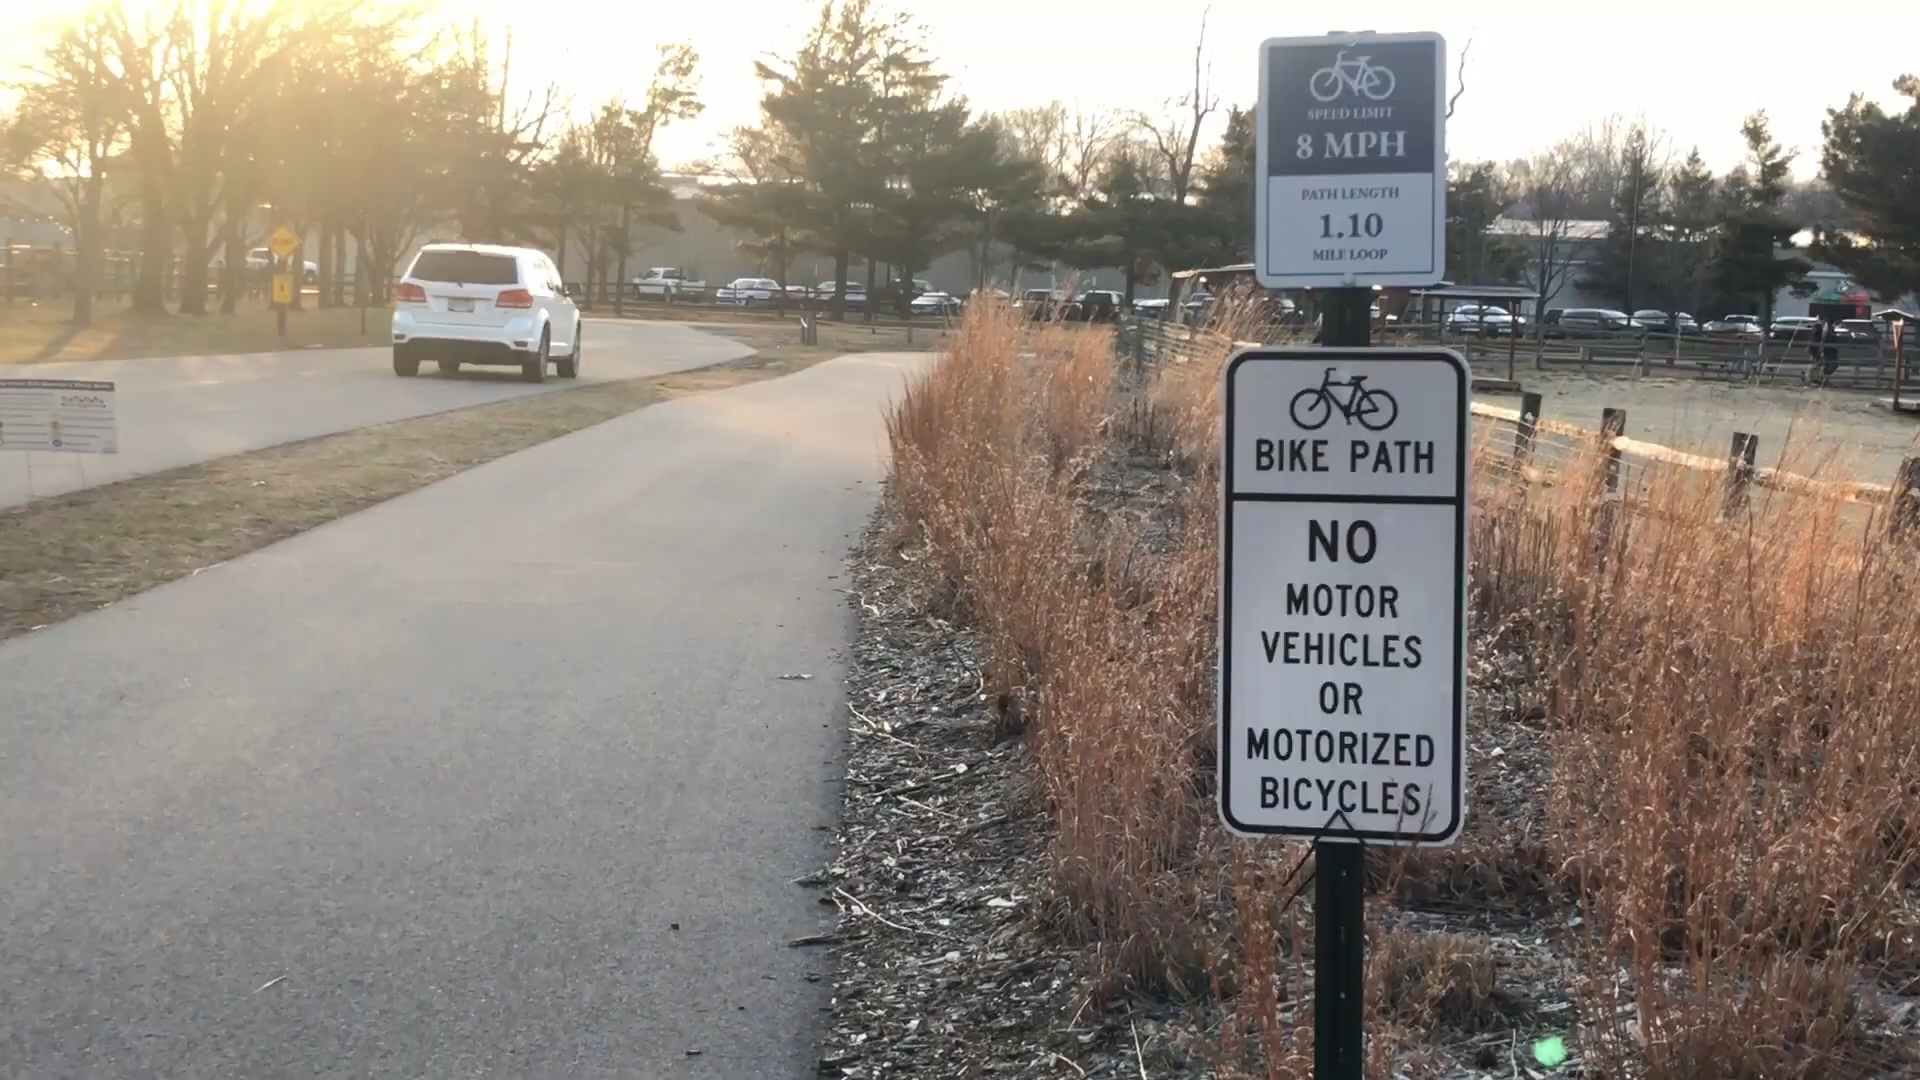 SPEED LIMIT
8 MPH
PATH LENGTH
1.10
MILE LOOP
BIKE PATH
NO
MOTOR
VEHICLES
OR
MOTORIZED
BICYCLES